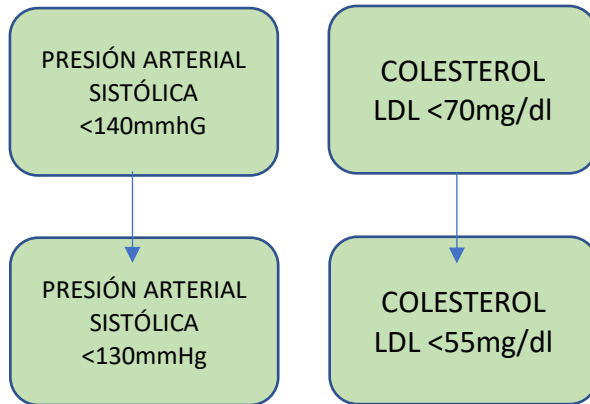 PRESIÓN ARTERIAL
SISTÓLICA
<140mmhG
COLESTEROL
LDL <70mg/dl
PRESIÓN ARTERIAL
SISTÓLICA
<130mmHg
COLESTEROL
LDL <55mg/dl